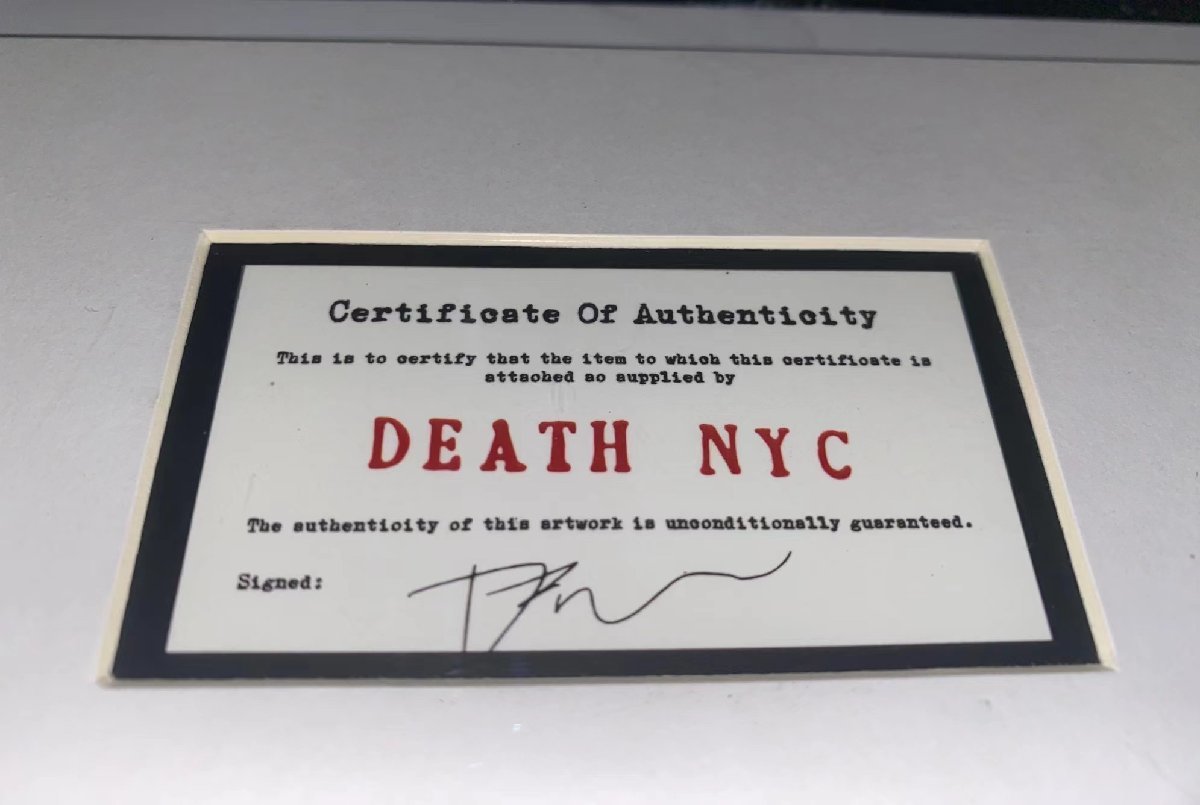 Certificate Of Authenticity
This is to certify that the item to which this certificate is
attached as supplied by
DEATH NYC
The authenticity of this artwork is unconditionally guaranteed.
Signed: